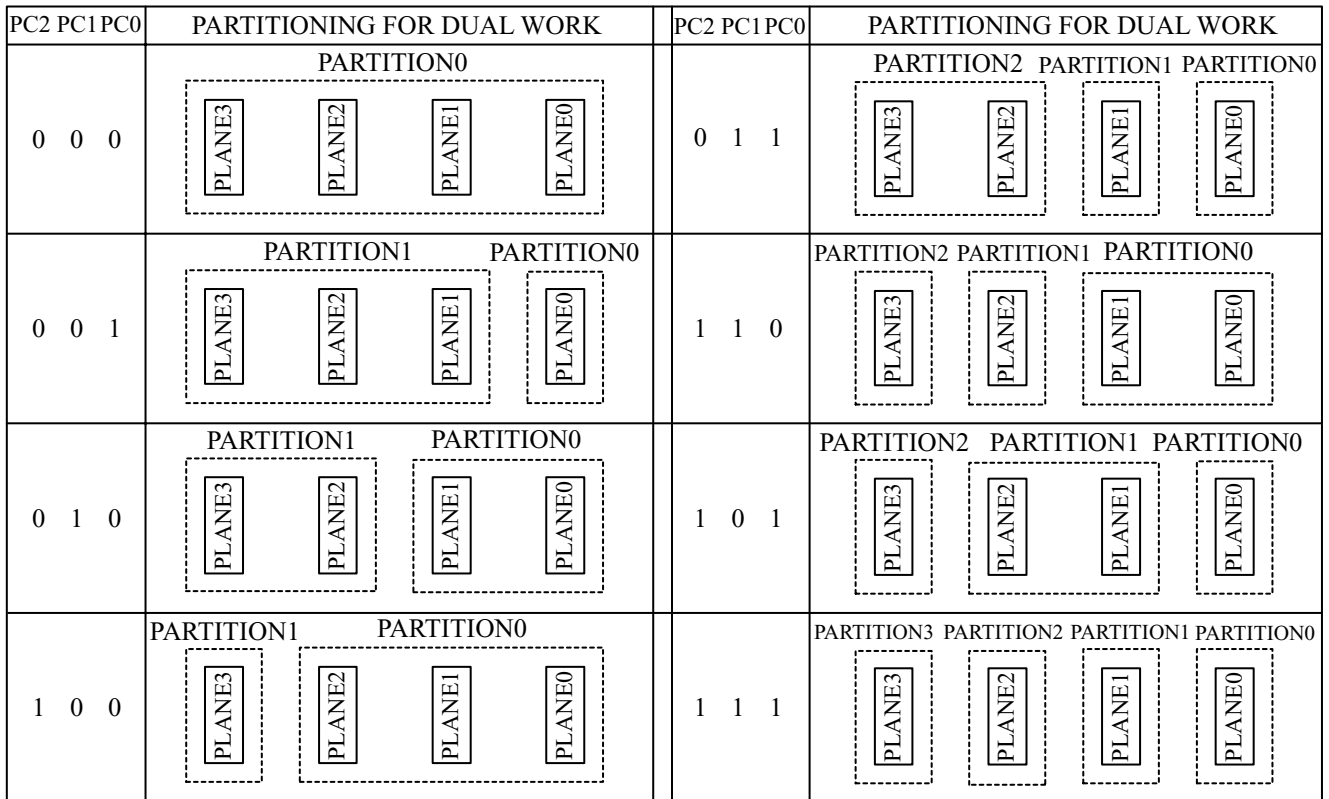 PC2 PC1PC0 PARTITIONING FOR DUAL WORK PC2 PC1PC0 PARTITIONING FOR DUAL WORK
PARTITION0
0 0 0
PLANE3 PLANE2 PLANE1 PLANE0
PARTITION2 PARTITION1 PARTITION0
0 1 1
PLANE3 PLANE2 PLANE1 PLANE0
PARTITION1 PARTITION0
0 0 1
PLANE3 PLANE2 PLANE1 PLANE0
PARTITION2 PARTITION1 PARTITION0
1 1 0
PLANE3 PLANE2 PLANE1 PLANE0
PARTITION1 PARTITION0
0 1 0
PLANE3 PLANE2 PLANE1 PLANE0
PARTITION2 PARTITION1 PARTITION0
1 0 1
PLANE3 PLANE2 PLANE1 PLANE0
PARTITION1 PARTITION0
1 0 0
PLANE3 PLANE2 PLANE1 PLANE0
PARTITION3 PARTITION2 PARTITION1 PARTITION0
1 1 1
PLANE3 PLANE2 PLANE1 PLANE0